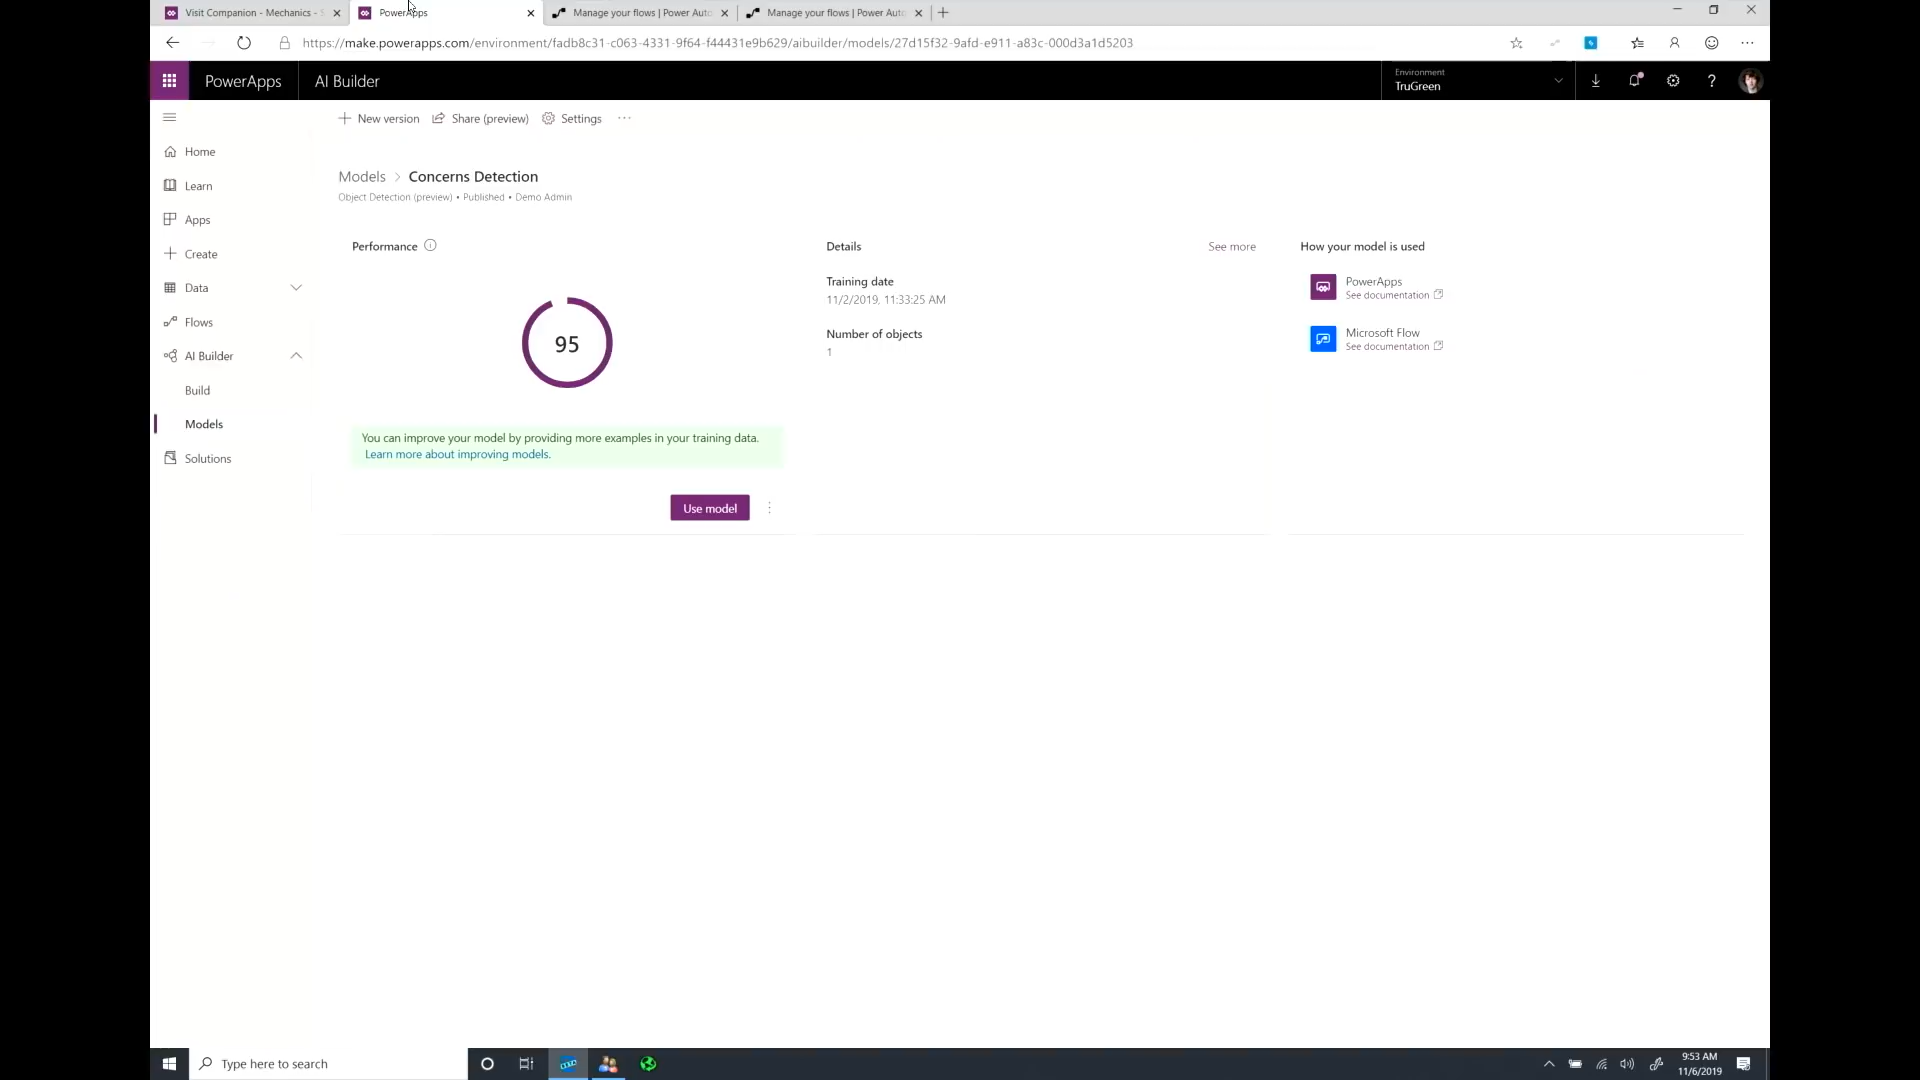 Visit Companion - Mechanics -
PowerApps
Manage your flows | Power Auto
Manage your flows | Power Auto
https://make.powerapps.com/environment/fadb8c31-c063-4331-9f64-f44431e9b629/aibuilder/models/27d15f32-9afd-e911-a83c-000d3a1d5203
PowerApps
AI Builder
Environment
TruGreen
?
New version
Share (preview)
Settings
Home
Learn
Apps
Create
Data
Flows
AI Builder
Build
Models
Solutions
Models > Concerns Detection
Object Detection (preview) • Published • Demo Admin
Performance
95
You can improve your model by providing more examples in your training data.
Learn more about improving models.
Use model
Details
See more
Training date
11/2/2019, 11:33:25 AM
Number of objects
1
How your model is used
PowerApps
See documentation
Microsoft Flow
See documentation
Type here to search
9:53 AM
11/6/2019